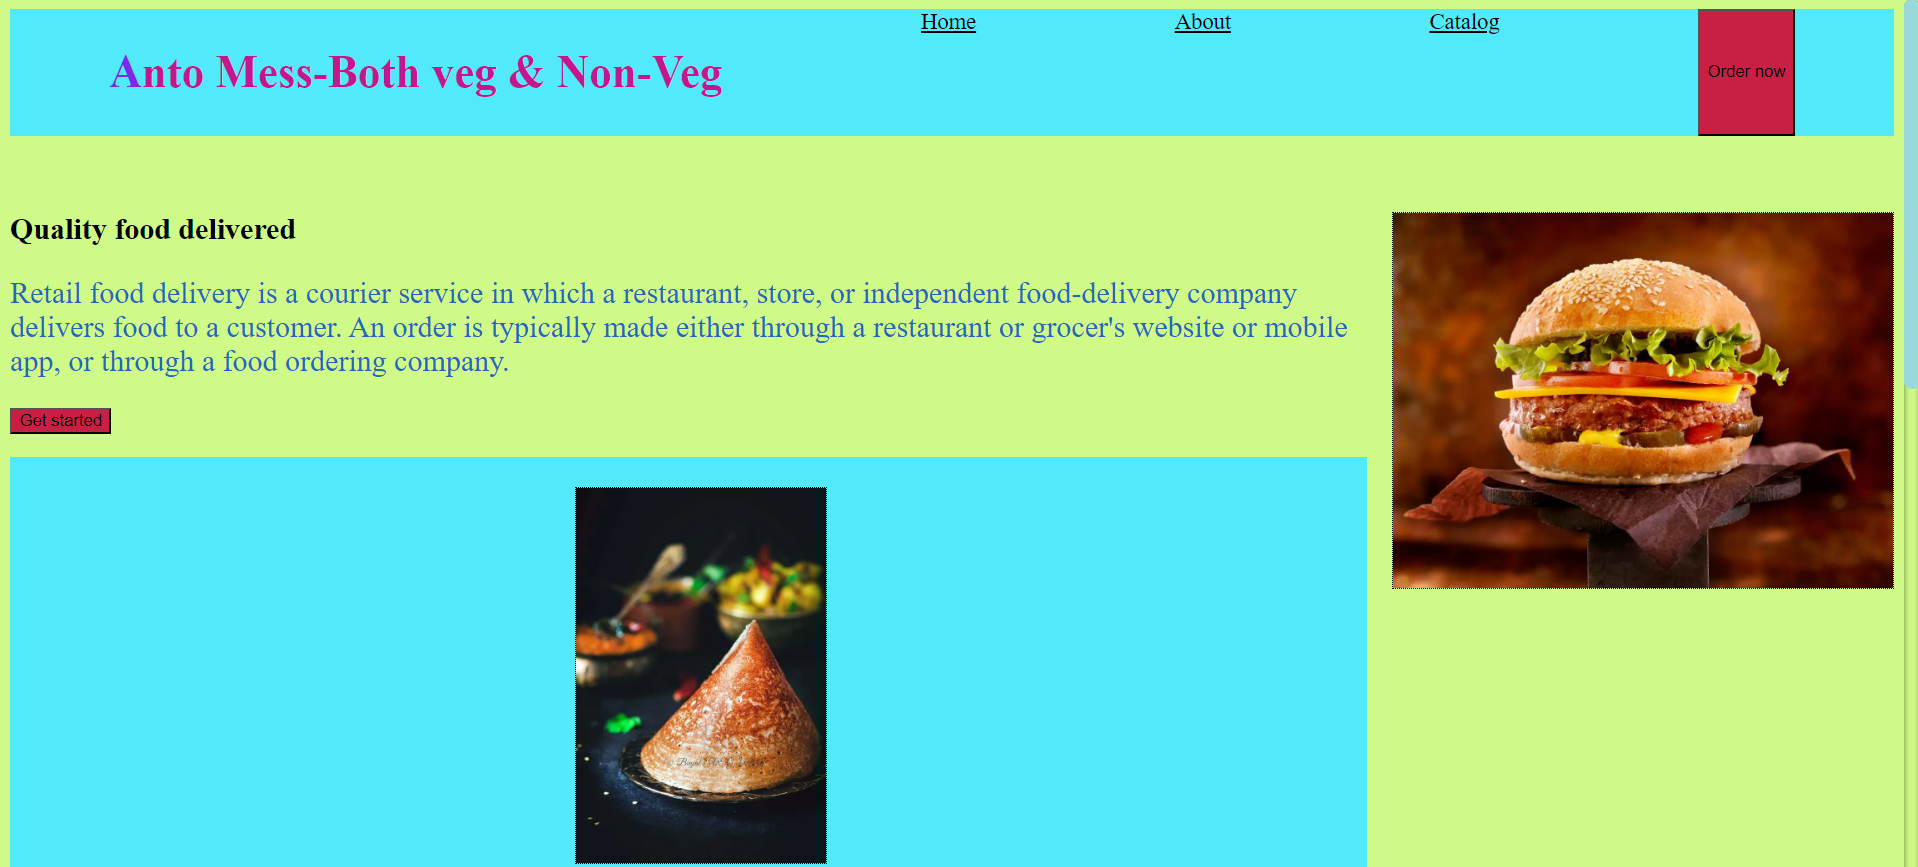 Anto Mess-Both veg & Non-Veg
Home
About
Catalog
Order now
Quality food delivered
Retail food delivery is a courier service in which a restaurant, store, or independent food-delivery company
delivers food to a customer. An order is typically made either through a restaurant or grocer's website or mobile
app, or through a food ordering company.
Get started